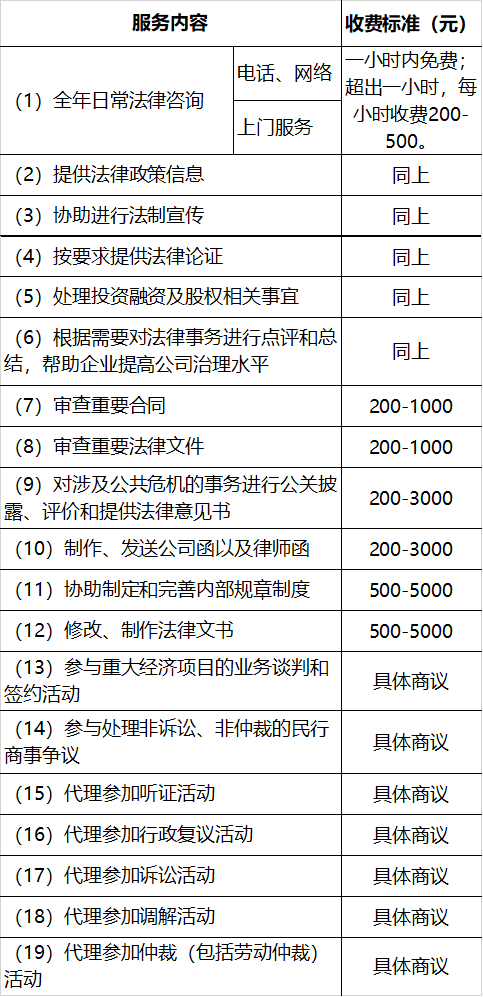 服务内容
收费标准（元）
（1）全年日常法律咨询
电话、网络
上门服务
一小时内免费；
超出一小时，每
小时收费200-
500。
（2）提供法律政策信息
同上
（3）协助进行法制宣传
同上
（4）按要求提供法律论证
同上
（5）处理投资融资及股权相关事宜
同上
（6）根据需要对法律事务进行点评和总
结，帮助企业提高公司治理水平
同上
（7）审查重要合同
200-1000
（8）审查重要法律文件
200-1000
（9）对涉及公共危机的事务进行公关披
露、评价和提供法律意见书
200-3000
（10）制作、发送公司函以及律师函
200-3000
（11）协助制定和完善内部规章制度
500-5000
（12）修改、制作法律文书
500-5000
（13）参与重大经济项目的业务谈判和
签约活动
具体商议
（14）参与处理非诉讼、非仲裁的民行
商事争议
具体商议
（15）代理参加听证活动
具体商议
（16）代理参加行政复议活动
具体商议
（17）代理参加诉讼活动
具体商议
（18）代理参加调解活动
具体商议
（19）代理参加仲裁（包括劳动仲裁）
活动
具体商议